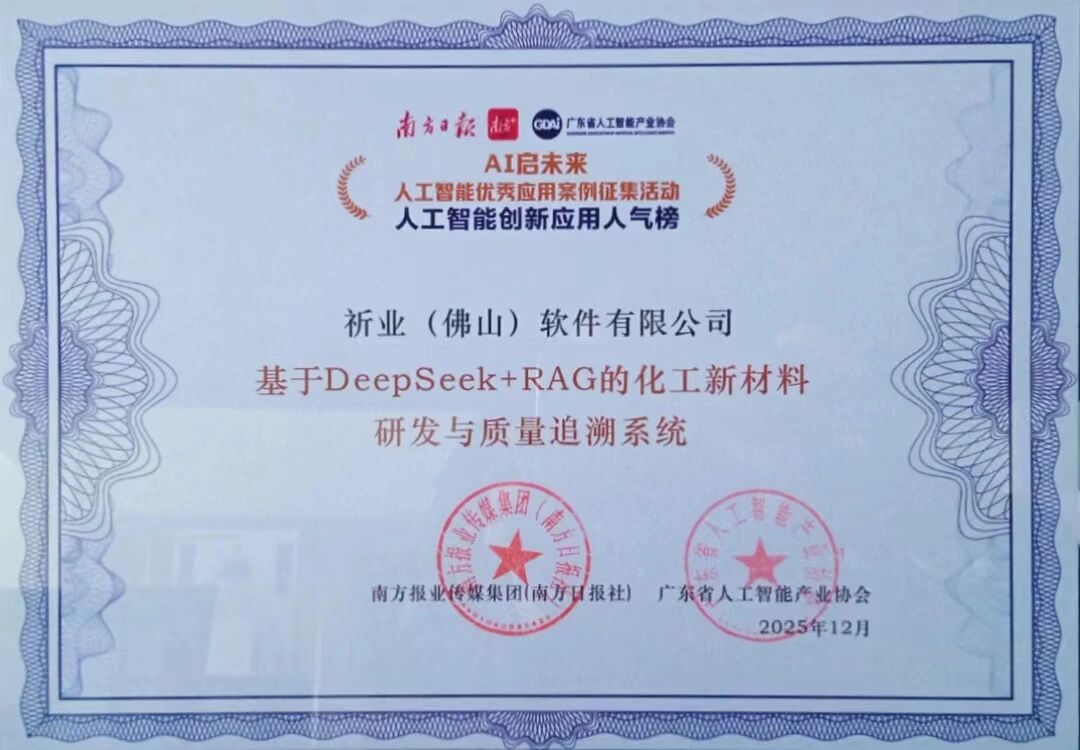 南方日报 南方+ GDAI 广东省人工智能产业协会
AI启未来
人工智能优秀应用案例征集活动
人工智能创新应用人气榜
祈业（佛山）软件有限公司
基于DeepSeek+RAG的化工新材料
研发与质量追溯系统
南方报业传媒集团(南方日报社) 广东省人工智能产业协会
2025年12月